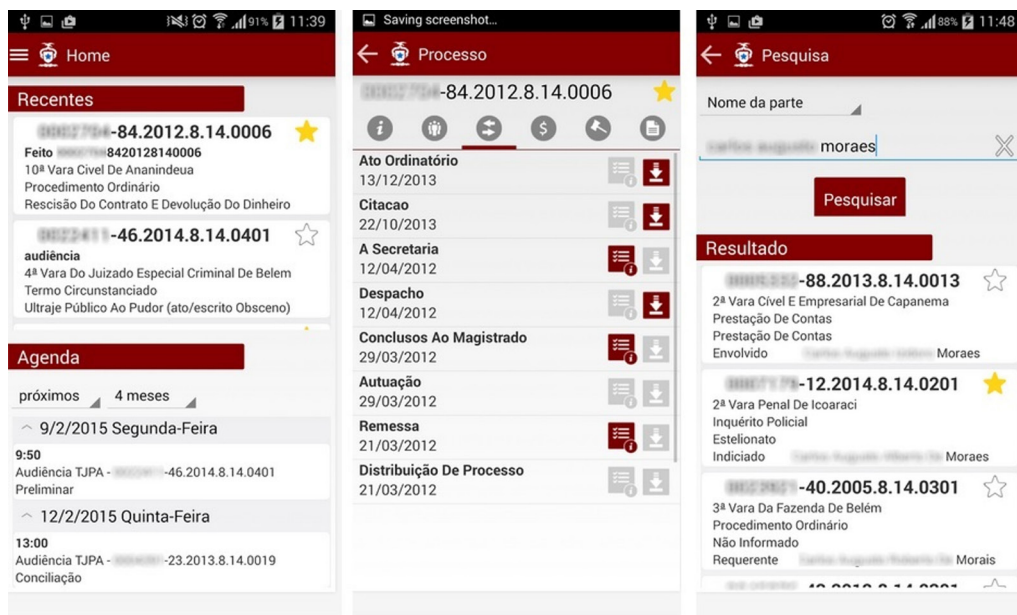 91% 11:39
Home
Recentes
-84.2012.8.14.0006
Feito 8420128140006
10ª Vara Civel De Ananindeua
Procedimento Ordinário
Rescisão Do Contrato E Devolução Do Dinheiro
-46.2014.8.14.0401
audiência
4ª Vara Do Juizado Especial Criminal De Belem
Termo Circunstanciado
Ultraje Público Ao Pudor (ato/escrito Obsceno)
Agenda
próximos 4 meses
9/2/2015 Segunda-Feira
9:50
Audiência TJPA - -46.2014.8.14.0401
Preliminar
12/2/2015 Quinta-Feira
13:00
Audiência TJPA - -23.2013.8.14.0019
Conciliação
Saving screenshot...
Processo
-84.2012.8.14.0006
Ato Ordinatório
13/12/2013
Citacao
22/10/2013
A Secretaria
12/04/2012
Despacho
12/04/2012
Conclusos Ao Magistrado
29/03/2012
Autuação
29/03/2012
Remessa
21/03/2012
Distribuição De Processo
21/03/2012
88% 11:48
Pesquisa
Nome da parte
moraes
Pesquisar
Resultado
-88.2013.8.14.0013
2ª Vara Cível E Empresarial De Capanema
Prestação De Contas
Prestação De Contas
Envolvido Moraes
-12.2014.8.14.0201
2ª Vara Penal De Icoaraci
Inquérito Policial
Estelionato
Indiciado Moraes
-40.2005.8.14.0301
3ª Vara Da Fazenda De Belém
Procedimento Ordinário
Não Informado
Requerente Morais